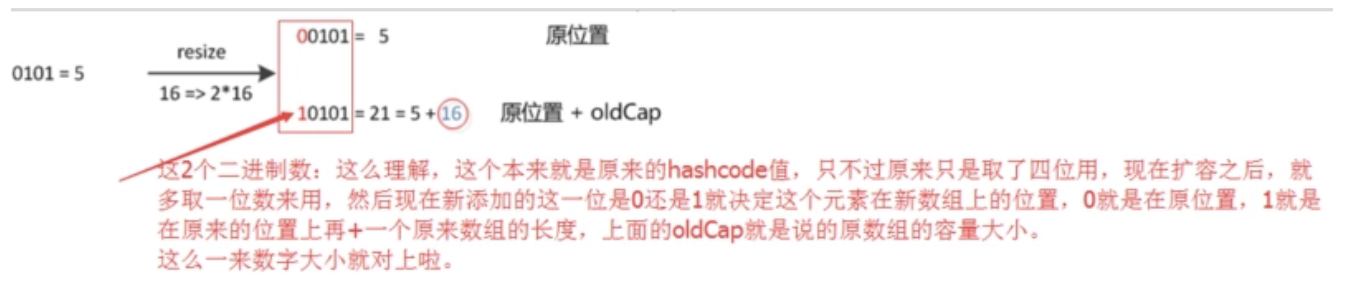 00101 = 5 原位置
resize
0101 = 5
16 => 2*16
10101 = 21 = 5 + 16 原位置 + oldCap
这2个二进制数：这么理解，这个本来就是原来的hashcode值，只不过原来只是取了四位用，现在扩容之后，就
多取一位数来用，然后现在新添加的这一位是0还是1就决定这个元素在新数组上的位置，0就是在原位置，1就是
在原来的位置上再+一个原来数组的长度，上面的oldCap就是说的原数组的容量大小。
这么一来数字大小就对上啦。